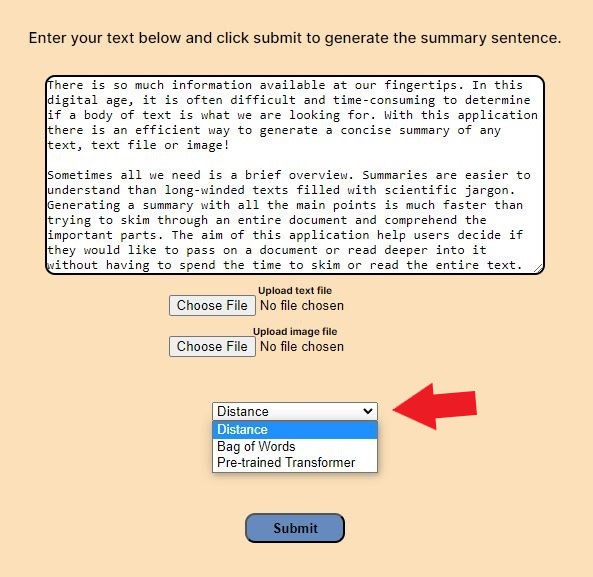 Enter your text below and click submit to generate the summary sentence.
There is so much information available at our fingertips. In this
digital age, it is often difficult and time-consuming to determine
if a body of text is what we are looking for. With this application
there is an efficient way to generate a concise summary of any
text, text file or image!
Sometimes all we need is a brief overview. Summaries are easier to
understand than long-winded texts filled with scientific jargon.
Generating a summary with all the main points is much faster than
trying to skim through an entire document and comprehend the
important parts. The aim of this application help users decide if
they would like to pass on a document or read deeper into it
without having to spend the time to skim or read the entire text.
Upload text file
Choose File No file chosen
Upload image file
Choose File No file chosen
Distance
Distance
Bag of Words
Pre-trained Transformer
Submit